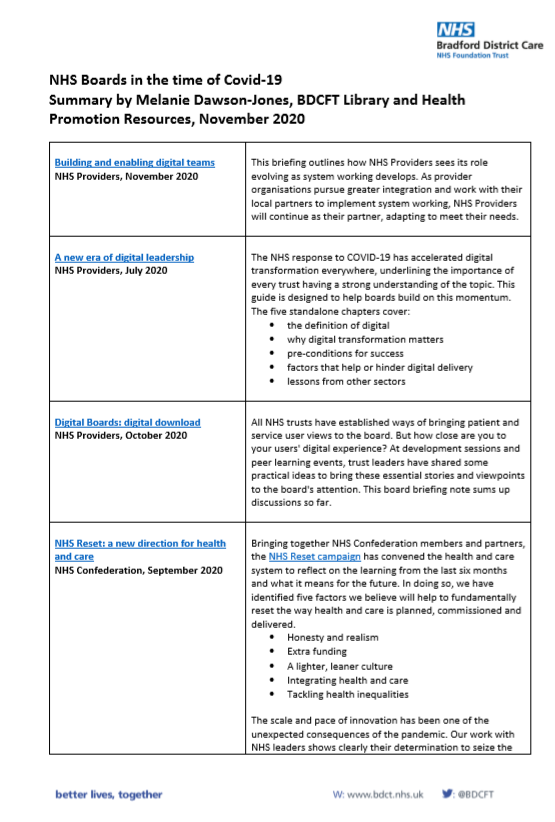 NHS
Bradford District Care
NHS Foundation Trust
NHS Boards in the time of Covid-19
Summary by Melanie Dawson-Jones, BDCFT Library and Health
Promotion Resources, November 2020
Building and enabling digital teams
NHS Providers, November 2020
This briefing outlines how NHS Providers sees its role
evolving as system working develops. As provider
organisations pursue greater integration and work with their
local partners to implement system working, NHS Providers
will continue as their partner, adapting to meet their needs.
A new era of digital leadership
NHS Providers, July 2020
The NHS response to COVID-19 has accelerated digital
transformation everywhere, underlining the importance of
every trust having a strong understanding of the topic. This
guide is designed to help boards build on this momentum.
The five standalone chapters cover:
• the definition of digital
• why digital transformation matters
• pre-conditions for success
• factors that help or hinder digital delivery
• lessons from other sectors
Digital Boards: digital download
NHS Providers, October 2020
All NHS trusts have established ways of bringing patient and
service user views to the board. But how close are you to
your users' digital experience? At development sessions and
peer learning events, trust leaders have shared some
practical ideas to bring these essential stories and viewpoints
to the board's attention. This board briefing note sums up
discussions so far.
NHS Reset: a new direction for health
and care
NHS Confederation, September 2020
Bringing together NHS Confederation members and partners,
the NHS Reset campaign has convened the health and care
system to reflect on the learning from the last six months
and what it means for the future. In doing so, we have
identified five factors we believe will help to fundamentally
reset the way health and care is planned, commissioned and
delivered.
• Honesty and realism
• Extra funding
• A lighter, leaner culture
• Integrating health and care
• Tackling health inequalities
The scale and pace of innovation has been one of the
unexpected consequences of the pandemic. Our work with
NHS leaders shows clearly their determination to seize the
better lives, together
W: www.bdct.nhs.uk
: @BDCFT